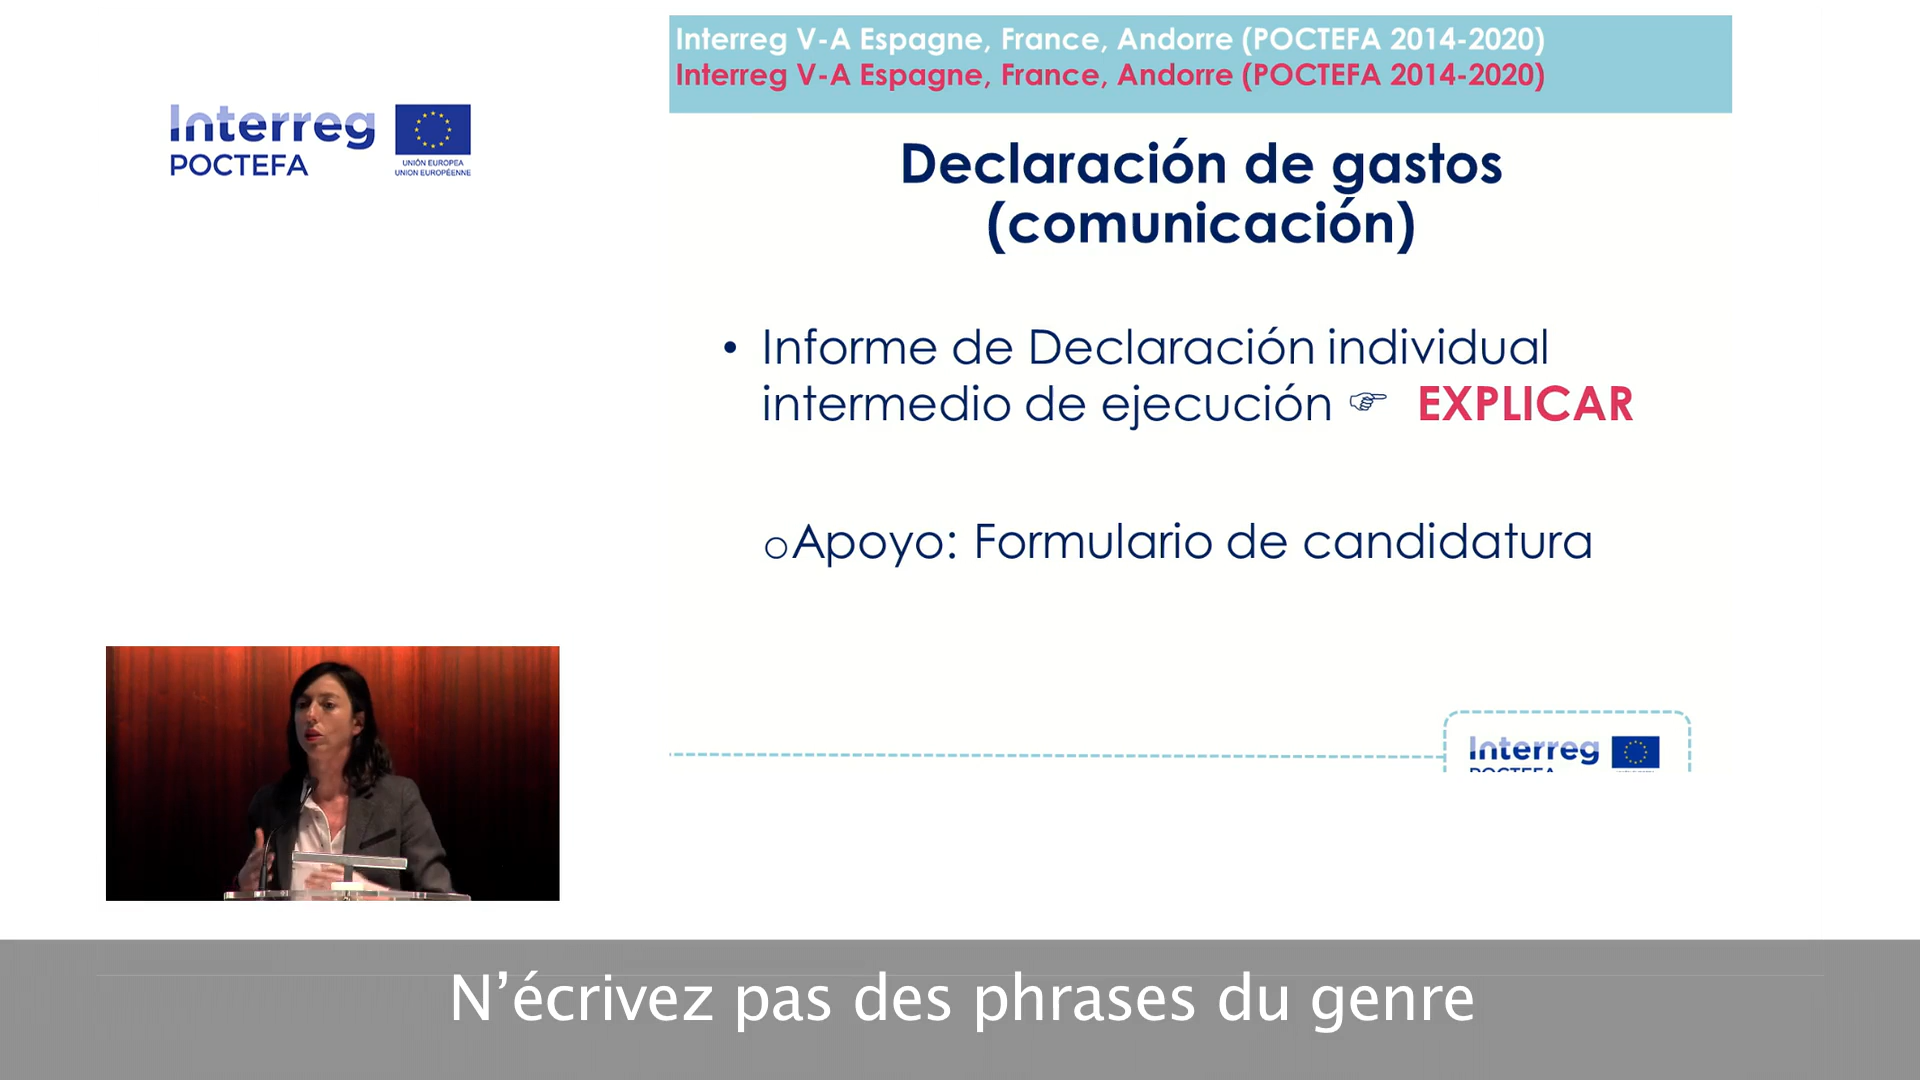 Interreg V-A Espagne, France, Andorre (POCTEFA 2014-2020)
Interreg V-A Espagne, France, Andorre (POCTEFA 2014-2020)
Interreg
POCTEFA
UNIÓN EUROPEA
UNION EUROPÉENNE
Declaración de gastos
(comunicación)
• Informe de Declaración individual
intermedio de ejecución ☞ EXPLICAR
oApoyo: Formulario de candidatura
Interreg
POCTEFA
N’écrivez pas des phrases du genre